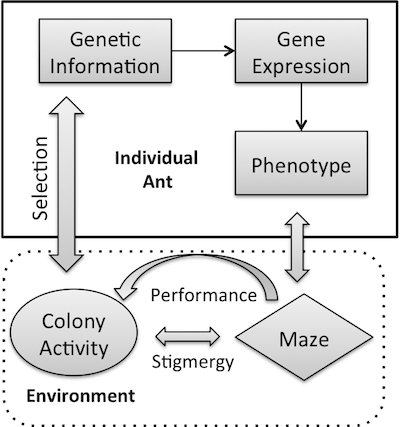 Genetic
Information
Gene
Expression
Individual
Ant
Phenotype
Selection
Performance
Colony
Activity
Stigmergy
Maze
Environment